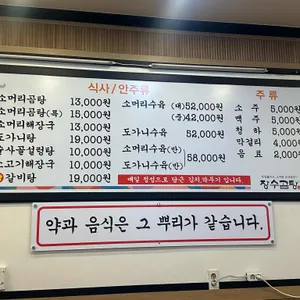 식사/안주류
소머리곰탕 13,000원
소머리곰탕(특) 15,000원
소머리해장국 13,000원
도가니탕 19,000원
설렁탕 10,000원
소고기해장국 10,000원
갈비탕 19,000원
소머리수육 (대)52,000원
(중)42,000원
도가니수육 52,000원
소머리수육(반)
도가니수육(반)
58,000원
매일 정성으로 담근 김치, 깍두기 입니다.
주류
소주 5,000원
맥주 5,000원
청하 5,000원
막걸리 4,000원
음료 2,000원
장수곰탕
약과 음식은 그 뿌리가 같습니다.